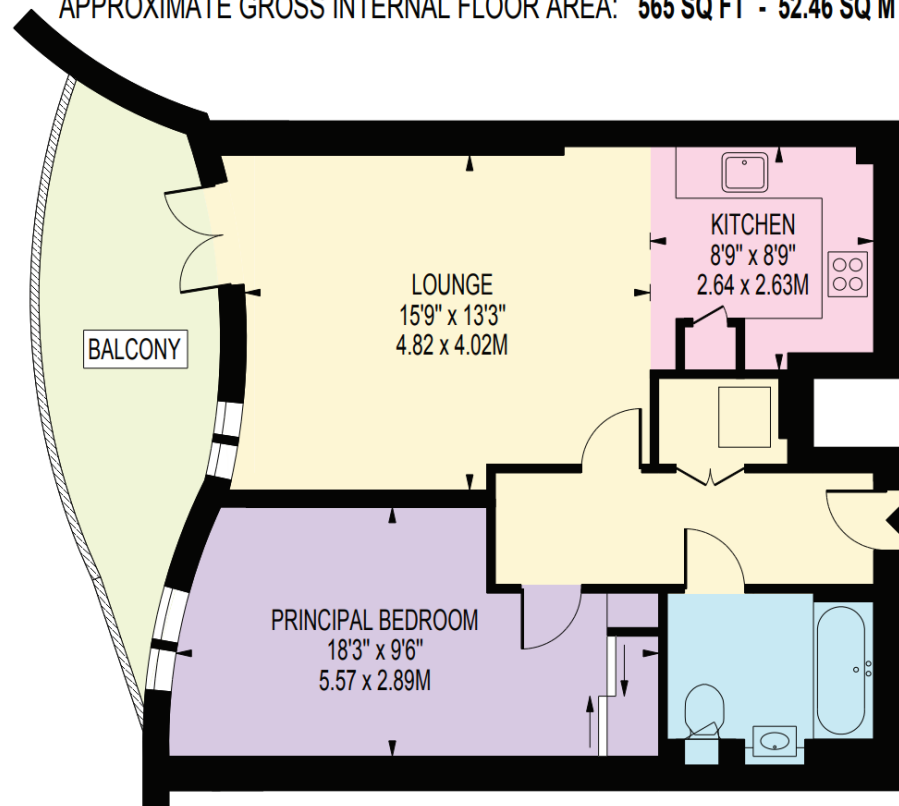 APPROXIMATE GROSS INTERNAL FLOOR AREA: 565 SQ FT - 52.46 SQ M
KITCHEN
8'9" x 8'9"
2.64 x 2.63M
LOUNGE
15'9" x 13'3"
4.82 x 4.02M
BALCONY
PRINCIPAL BEDROOM
18'3" x 9'6"
5.57 x 2.89M